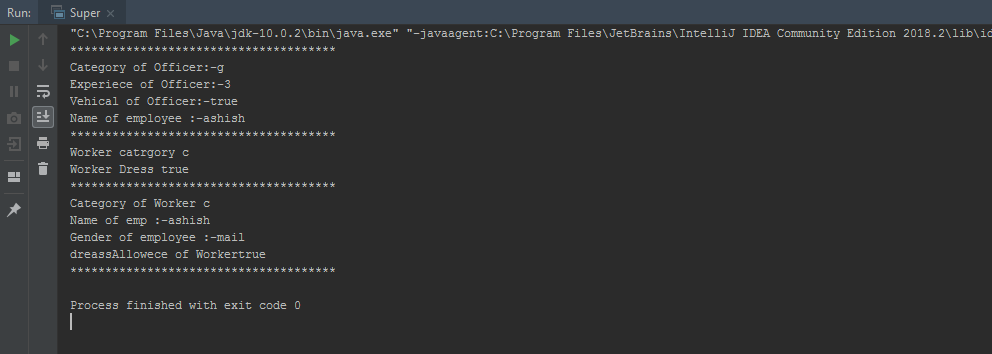 Run: Super ×
"C:\Program Files\Java\jdk-10.0.2\bin\java.exe" "-javaagent:C:\Program Files\JetBrains\IntelliJ IDEA Community Edition 2018.2\lib\id
**************************************
Category of Officer:-g
Experiece of Officer:-3
Vehical of Officer:-true
Name of employee :-ashish
**************************************
Worker catrgory c
Worker Dress true
**************************************
Category of Worker c
Name of emp :-ashish
Gender of employee :-mail
dreassAllowece of Workertrue
**************************************
Process finished with exit code 0